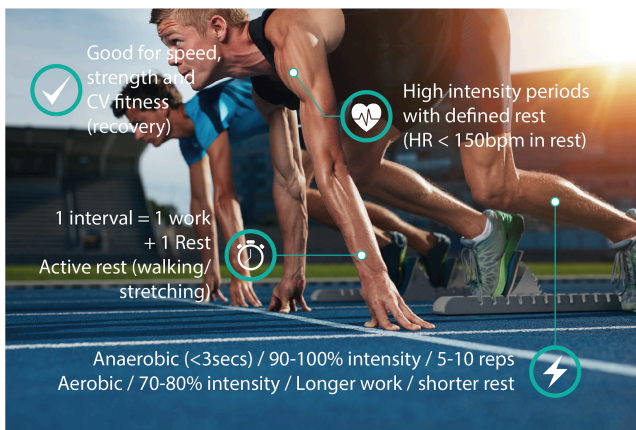 Good for speed,
strength and
CV fitness
(recovery)
High intensity periods
with defined rest
(HR < 150bpm in rest)
1 interval = 1 work
+ 1 Rest
Active rest (walking/
stretching)
Anaerobic (<3secs) / 90-100% intensity / 5-10 reps
Aerobic / 70-80% intensity / Longer work / shorter rest